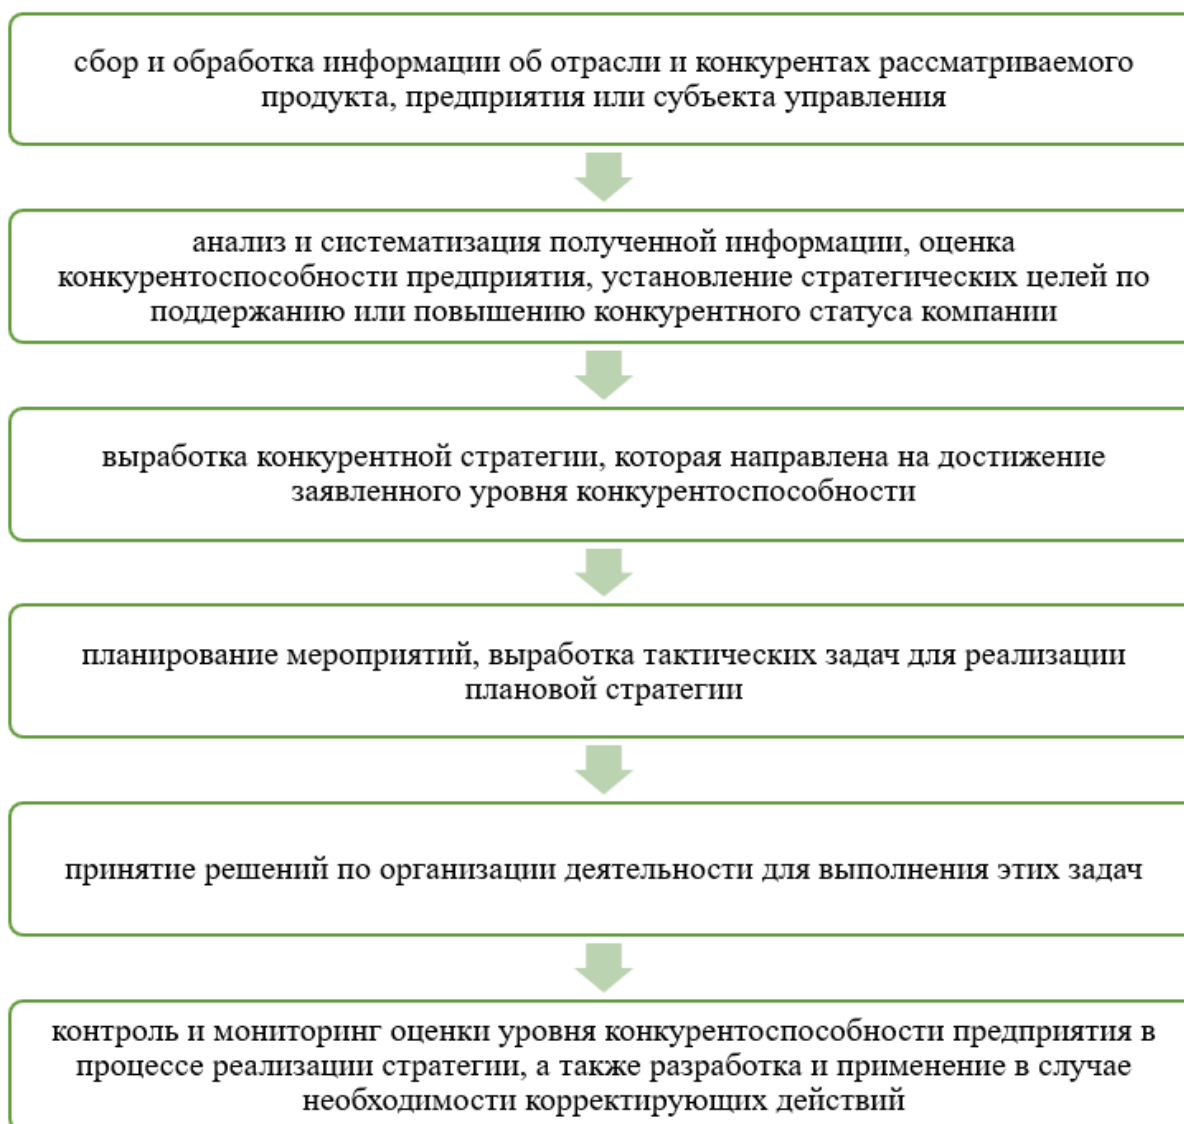 сбор и обработка информации об отрасли и конкурентах рассматриваемого
продукта, предприятия или субъекта управления
анализ и систематизация полученной информации, оценка
конкурентоспособности предприятия, установление стратегических целей по
поддержанию или повышению конкурентного статуса компании
выработка конкурентной стратегии, которая направлена на достижение
заявленного уровня конкурентоспособности
планирование мероприятий, выработка тактических задач для реализации
плановой стратегии
принятие решений по организации деятельности для выполнения этих задач
контроль и мониторинг оценки уровня конкурентоспособности предприятия в
процессе реализации стратегии, а также разработка и применение в случае
необходимости корректирующих действий